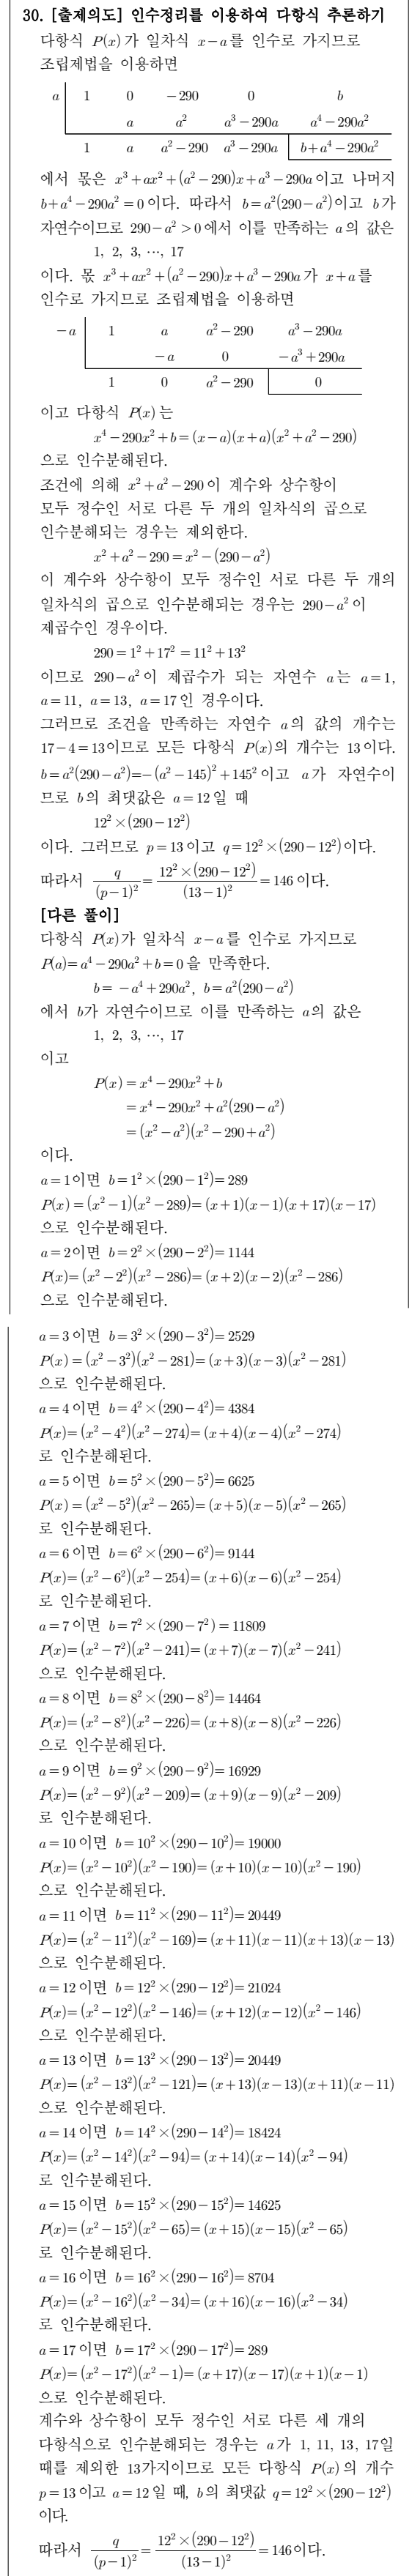 30. [출제의도] 인수정리를 이용하여 다항식 추론하기
다항식 P(x)가 일차식 x-a를 인수로 가지므로
조립제법을 이용하면
a | 1 0 -290 0 b
a a² a³-290a a⁴-290a²
1 a a²-290 a³-290a b+a⁴-290a²
에서 몫은 x³+ax²+(a²-290)x+a³-290a이고 나머지
b+a⁴-290a²=0이다. 따라서 b=a²(290-a²)이고 b가
자연수이므로 290-a²>0에서 이를 만족하는 a의 값은
1, 2, 3, ⋯, 17
이다. 몫 x³+ax²+(a²-290)x+a³-290a가 x+a를
인수로 가지므로 조립제법을 이용하면
-a | 1 a a²-290 a³-290a
-a 0 -a³+290a
1 0 a²-290 0
이고 다항식 P(x)는
x⁴-290x²+b=(x-a)(x+a)(x²+a²-290)
으로 인수분해된다.
조건에 의해 x²+a²-290이 계수와 상수항이
모두 정수인 서로 다른 두 개의 일차식의 곱으로
인수분해되는 경우는 제외한다.
x²+a²-290=x²-(290-a²)
이 계수와 상수항이 모두 정수인 서로 다른 두 개의
일차식의 곱으로 인수분해되는 경우는 290-a²이
제곱수인 경우이다.
290=1²+17²=11²+13²
이므로 290-a²이 제곱수가 되는 자연수 a는 a=1,
a=11, a=13, a=17인 경우이다.
그러므로 조건을 만족하는 자연수 a의 값의 개수는
17-4=13이므로 모든 다항식 P(x)의 개수는 13이다.
b=a²(290-a²)=-(a²-145)²+145²이고 a가 자연수이
므로 b의 최댓값은 a=12일 때
12²×(290-12²)
이다. 그러므로 p=13이고 q=12²×(290-12²)이다.
따라서 q/(p-1)²=12²×(290-12²)/(13-1)²=146이다.
[다른 풀이]
다항식 P(x)가 일차식 x-a를 인수로 가지므로
P(a)=a⁴-290a²+b=0을 만족한다.
b=-a⁴+290a², b=a²(290-a²)
에서 b가 자연수이므로 이를 만족하는 a의 값은
1, 2, 3, ⋯, 17
이고
P(x)=x⁴-290x²+b
=x⁴-290x²+a²(290-a²)
=(x²-a²)(x²-290+a²)
이다.
a=1이면 b=1²×(290-1²)=289
P(x)=(x²-1)(x²-289)=(x+1)(x-1)(x+17)(x-17)
으로 인수분해된다.
a=2이면 b=2²×(290-2²)=1144
P(x)=(x²-2²)(x²-286)=(x+2)(x-2)(x²-286)
으로 인수분해된다.
a=3이면 b=3²×(290-3²)=2529
P(x)=(x²-3²)(x²-281)=(x+3)(x-3)(x²-281)
으로 인수분해된다.
a=4이면 b=4²×(290-4²)=4384
P(x)=(x²-4²)(x²-274)=(x+4)(x-4)(x²-274)
로 인수분해된다.
a=5이면 b=5²×(290-5²)=6625
P(x)=(x²-5²)(x²-265)=(x+5)(x-5)(x²-265)
로 인수분해된다.
a=6이면 b=6²×(290-6²)=9144
P(x)=(x²-6²)(x²-254)=(x+6)(x-6)(x²-254)
로 인수분해된다.
a=7이면 b=7²×(290-7²)=11809
P(x)=(x²-7²)(x²-241)=(x+7)(x-7)(x²-241)
으로 인수분해된다.
a=8이면 b=8²×(290-8²)=14464
P(x)=(x²-8²)(x²-226)=(x+8)(x-8)(x²-226)
으로 인수분해된다.
a=9이면 b=9²×(290-9²)=16929
P(x)=(x²-9²)(x²-209)=(x+9)(x-9)(x²-209)
로 인수분해된다.
a=10이면 b=10²×(290-10²)=19000
P(x)=(x²-10²)(x²-190)=(x+10)(x-10)(x²-190)
으로 인수분해된다.
a=11이면 b=11²×(290-11²)=20449
P(x)=(x²-11²)(x²-169)=(x+11)(x-11)(x+13)(x-13)
으로 인수분해된다.
a=12이면 b=12²×(290-12²)=21024
P(x)=(x²-12²)(x²-146)=(x+12)(x-12)(x²-146)
으로 인수분해된다.
a=13이면 b=13²×(290-13²)=20449
P(x)=(x²-13²)(x²-121)=(x+13)(x-13)(x+11)(x-11)
으로 인수분해된다.
a=14이면 b=14²×(290-14²)=18424
P(x)=(x²-14²)(x²-94)=(x+14)(x-14)(x²-94)
로 인수분해된다.
a=15이면 b=15²×(290-15²)=14625
P(x)=(x²-15²)(x²-65)=(x+15)(x-15)(x²-65)
로 인수분해된다.
a=16이면 b=16²×(290-16²)=8704
P(x)=(x²-16²)(x²-34)=(x+16)(x-16)(x²-34)
로 인수분해된다.
a=17이면 b=17²×(290-17²)=289
P(x)=(x²-17²)(x²-1)=(x+17)(x-17)(x+1)(x-1)
으로 인수분해된다.
계수와 상수항이 모두 정수인 서로 다른 세 개의
다항식으로 인수분해되는 경우는 a가 1, 11, 13, 17일
때를 제외한 13가지이므로 모든 다항식 P(x)의 개수
p=13이고 a=12일 때, b의 최댓값 q=12²×(290-12²)
이다.
따라서 q/(p-1)²=12²×(290-12²)/(13-1)²=146이다.